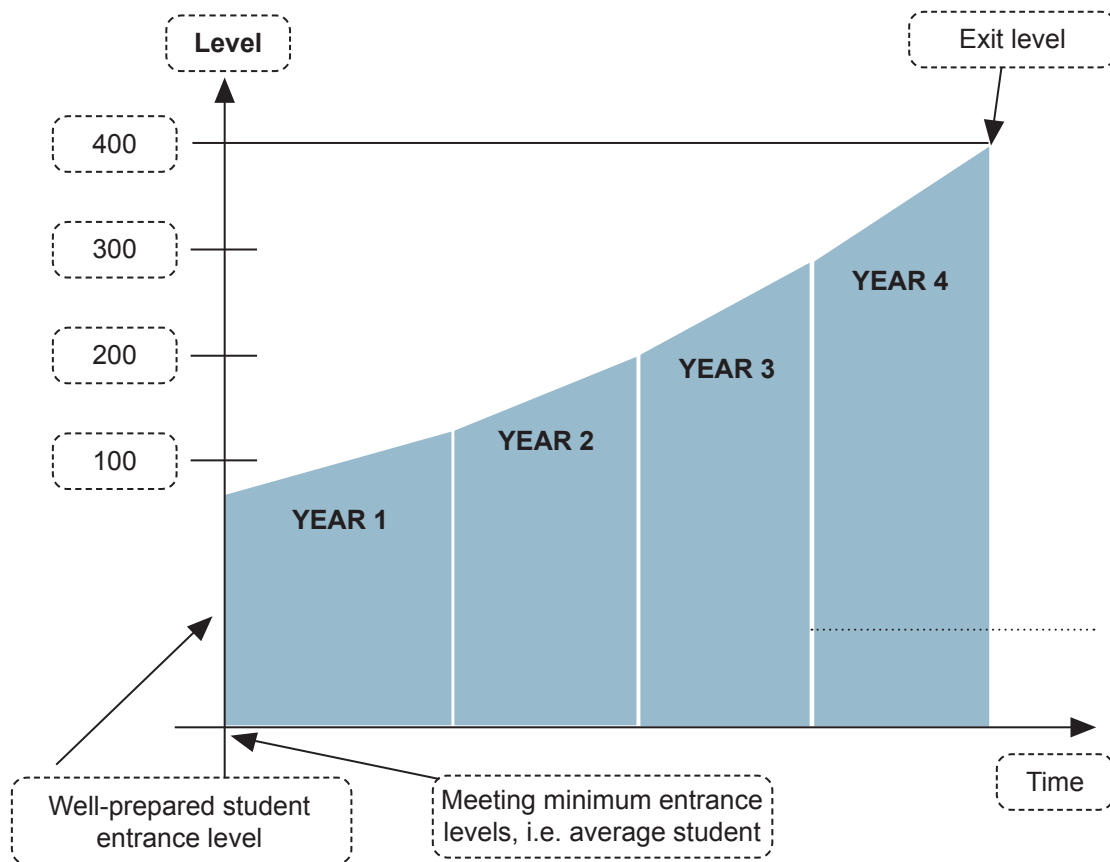 Level
Exit level
400
300
200
100
YEAR 4
YEAR 3
YEAR 2
YEAR 1
Time
Well-prepared student
entrance level
Meeting minimum entrance
levels, i.e. average student